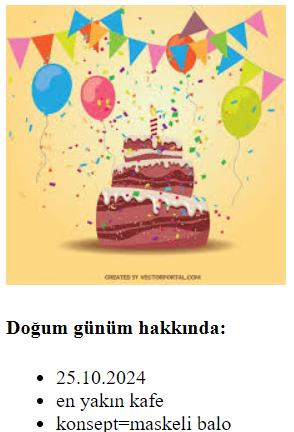 CREATED BY VECTORPORTAL.COM
Doğum günüm hakkında:
25.10.2024
en yakın kafe
konsept=maskeli balo